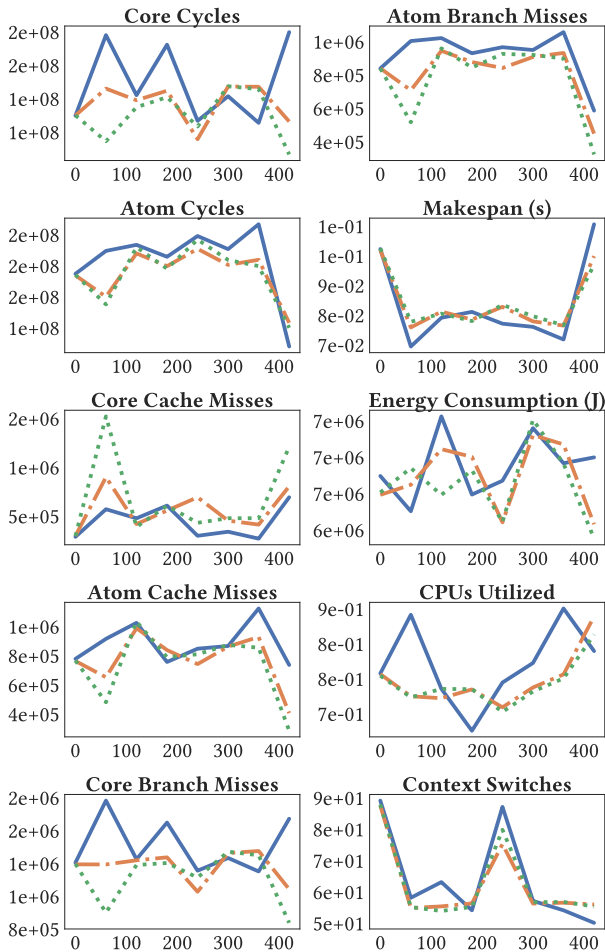 Core Cycles
2e+08
2e+08
1e+08
1e+08
0 100 200 300 400
Atom Branch Misses
1e+06
8e+05
6e+05
4e+05
0 100 200 300 400
Atom Cycles
2e+08
2e+08
2e+08
1e+08
0 100 200 300 400
Makespan (s)
1e-01
1e-01
9e-02
8e-02
7e-02
0 100 200 300 400
Core Cache Misses
2e+06
1e+06
5e+05
0 100 200 300 400
Energy Consumption (J)
7e+06
7e+06
7e+06
6e+06
0 100 200 300 400
Atom Cache Misses
1e+06
8e+05
6e+05
4e+05
0 100 200 300 400
CPUs Utilized
9e-01
8e-01
8e-01
7e-01
0 100 200 300 400
Core Branch Misses
2e+06
2e+06
1e+06
1e+06
8e+05
0 100 200 300 400
Context Switches
9e+01
8e+01
7e+01
6e+01
5e+01
0 100 200 300 400